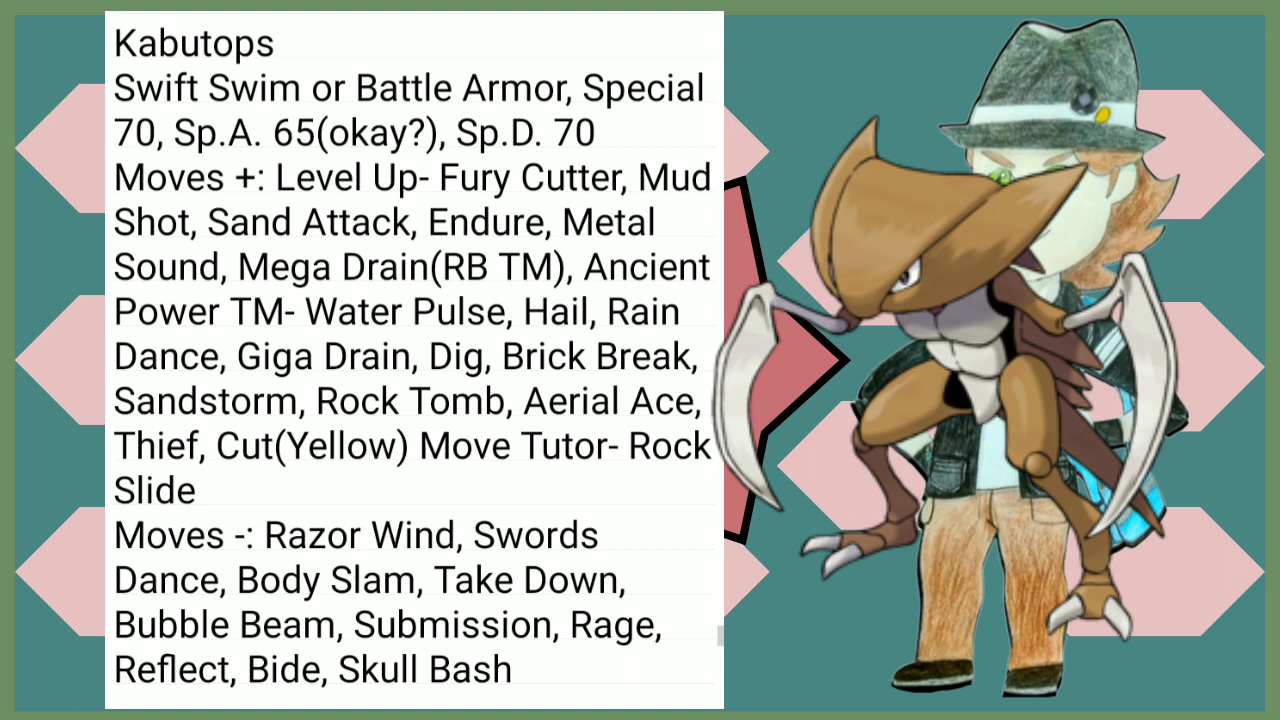 Kabutops
Swift Swim or Battle Armor, Special
70, Sp.A. 65(okay?), Sp.D. 70
Moves +: Level Up- Fury Cutter, Mud
Shot, Sand Attack, Endure, Metal
Sound, Mega Drain(RB TM), Ancient
Power TM- Water Pulse, Hail, Rain
Dance, Giga Drain, Dig, Brick Break,
Sandstorm, Rock Tomb, Aerial Ace,
Thief, Cut(Yellow) Move Tutor- Rock
Slide
Moves -: Razor Wind, Swords
Dance, Body Slam, Take Down,
Bubble Beam, Submission, Rage,
Reflect, Bide, Skull Bash